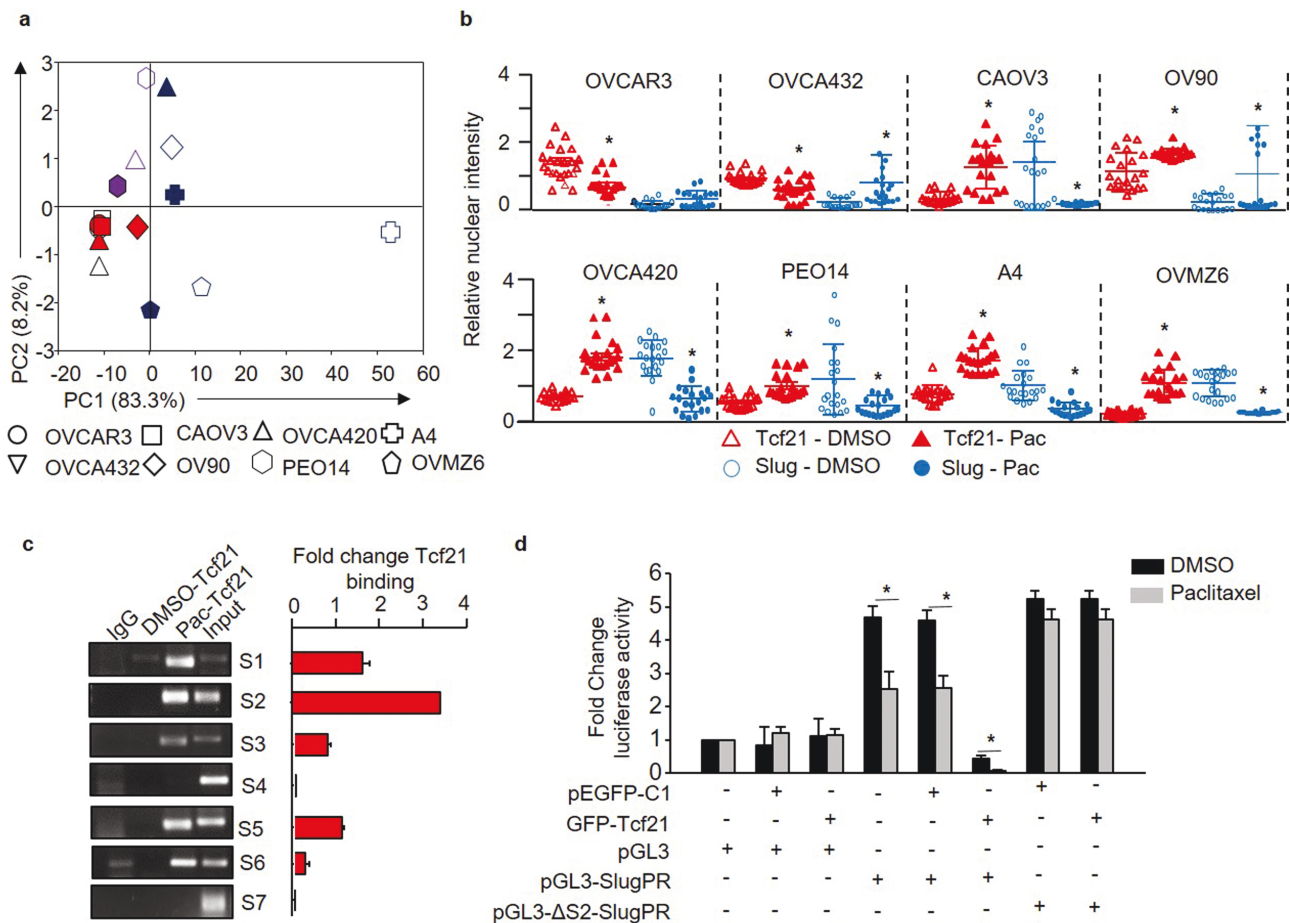 a
3
2
1
0
-1
-2
-3
-20 -10 0 10 20 30 40 50 60
PC2 (8.2%)
PC1 (83.3%)
OVCAR3 CAOV3 OVCA420 A4
OVCA432 OV90 PEO14 OVMZ6
b
Relative nuclear intensity
OVCAR3 OVCA432 CAOV3 OV90
4
2
0
* * * * * * *
OVCA420 PEO14 A4 OVMZ6
4
2
0
* * * * * * * *
Tcf21 - DMSO Tcf21- Pac
Slug - DMSO Slug - Pac
c
IgG
DMSO-Tcf21
Pac-Tcf21
Input
Fold change Tcf21
binding
0 1 2 3 4
S1
S2
S3
S4
S5
S6
S7
d
DMSO
Paclitaxel
Fold Change
luciferase activity
6
5
4
3
2
1
0
* * *
pEGFP-C1 - + - - + - + -
GFP-Tcf21 - - + - - + - +
pGL3 + + + - - - - -
pGL3-SlugPR - - - + + + - -
pGL3-ΔS2-SlugPR - - - - - - + +